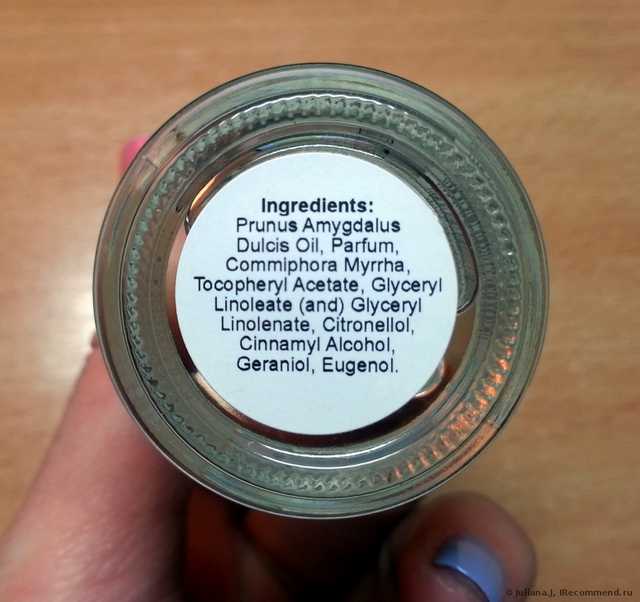 Ingredients:
Prunus Amygdalus
Dulcis Oil, Parfum,
Commiphora Myrrha,
Tocopheryl Acetate, Glyceryl
Linoleate (and) Glyceryl
Linolenate, Citronellol,
Cinnamyl Alcohol,
Geraniol, Eugenol.
© Juliana.J, IRecommend.ru